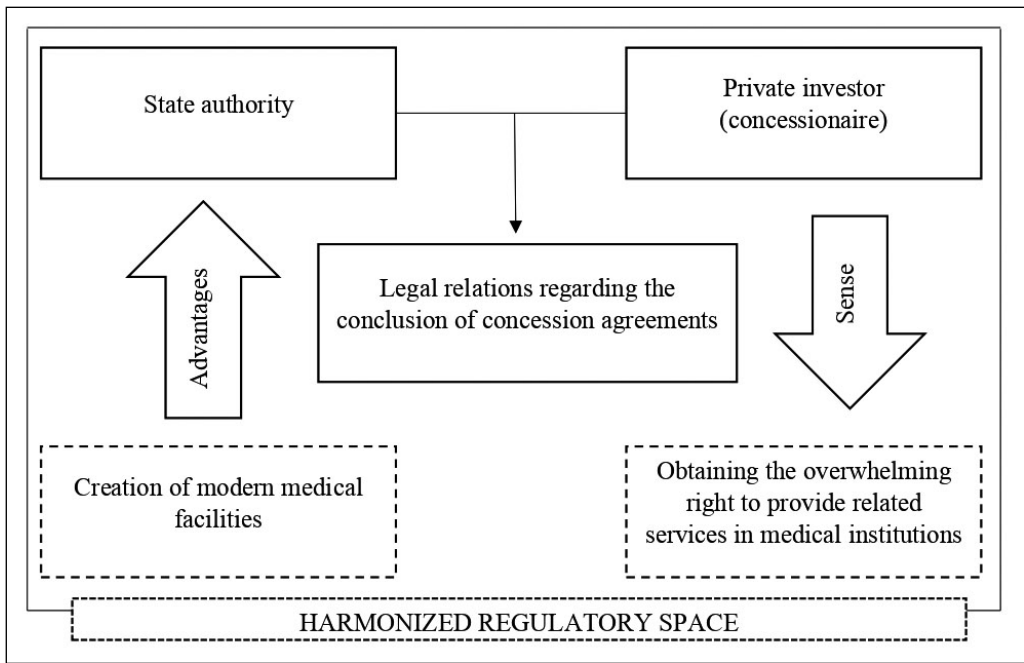 State authority
Private investor
(concessionaire)
Legal relations regarding the
conclusion of concession agreements
Advantages
Sense
Creation of modern medical
facilities
Obtaining the overwhelming
right to provide related
services in medical institutions
HARMONIZED REGULATORY SPACE